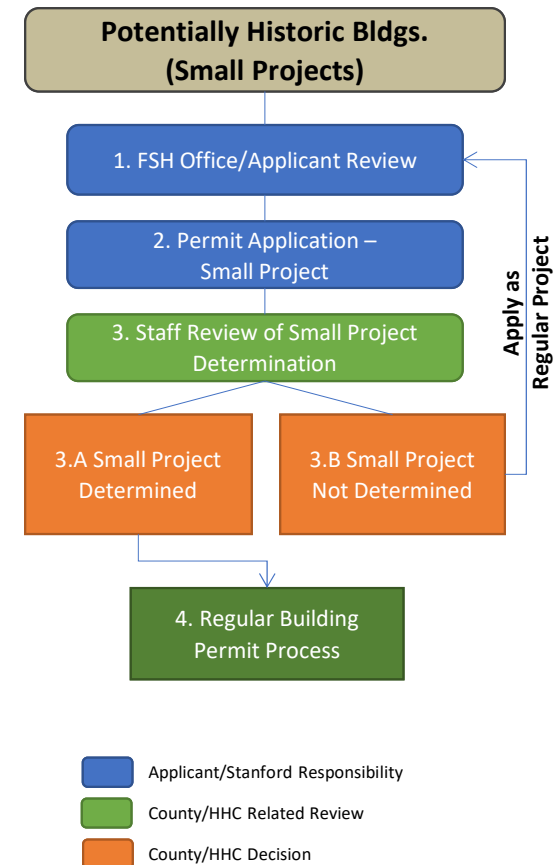 Potentially Historic Bldgs.
(Small Projects)
1. FSH Office/Applicant Review
2. Permit Application –
Small Project
3. Staff Review of Small Project
Determination
3.A Small Project
Determined
3.B Small Project
Not Determined
Apply as
Regular Project
4. Regular Building
Permit Process
Applicant/Stanford Responsibility
County/HHC Related Review
County/HHC Decision